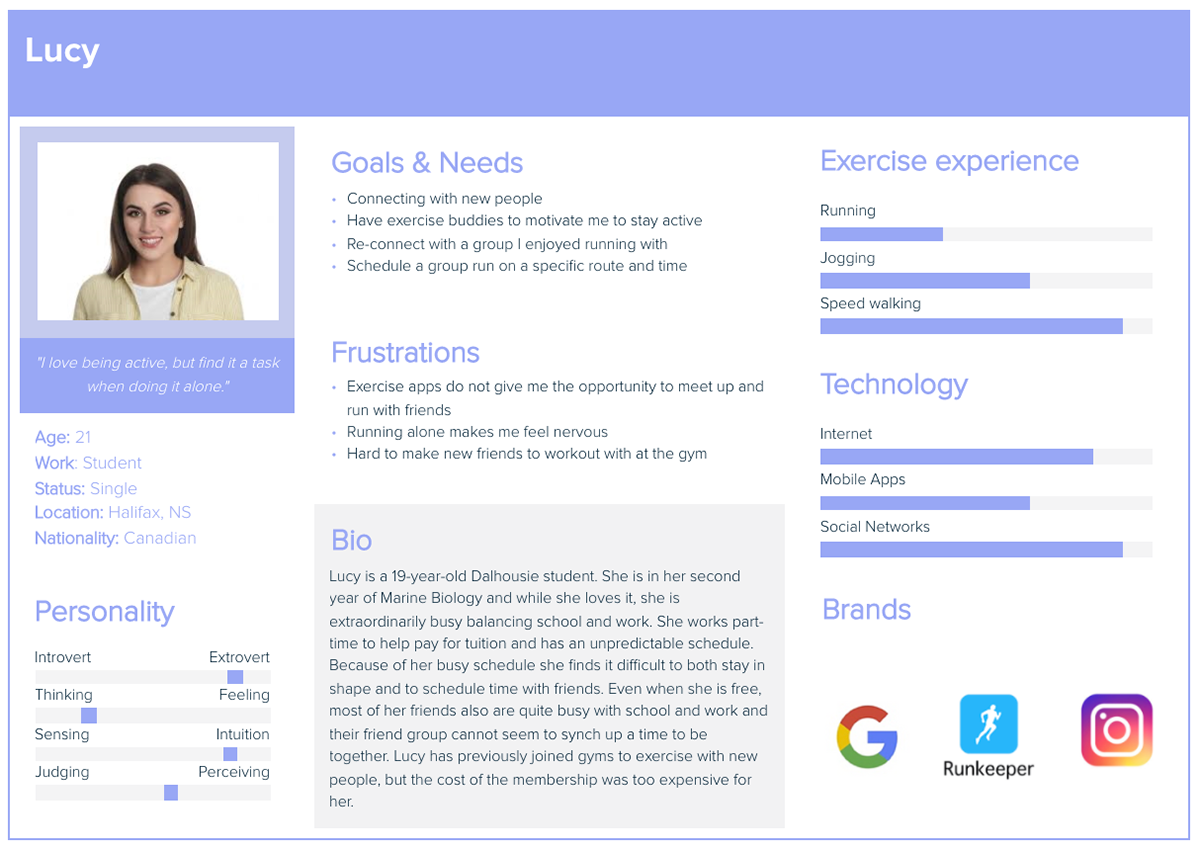 Lucy
"I love being active, but find it a task
when doing it alone."
Age: 21
Work: Student
Status: Single
Location: Halifax, NS
Nationality: Canadian
Personality
Introvert Extrovert
Thinking Feeling
Sensing Intuition
Judging Perceiving
Goals & Needs
• Connecting with new people
• Have exercise buddies to motivate me to stay active
• Re-connect with a group I enjoyed running with
• Schedule a group run on a specific route and time
Frustrations
• Exercise apps do not give me the opportunity to meet up and
run with friends
• Running alone makes me feel nervous
• Hard to make new friends to workout with at the gym
Bio
Lucy is a 19-year-old Dalhousie student. She is in her second
year of Marine Biology and while she loves it, she is
extraordinarily busy balancing school and work. She works part-
time to help pay for tuition and has an unpredictable schedule.
Because of her busy schedule she finds it difficult to both stay in
shape and to schedule time with friends. Even when she is free,
most of her friends also are quite busy with school and work and
their friend group cannot seem to synch up a time to be
together. Lucy has previously joined gyms to exercise with new
people, but the cost of the membership was too expensive for
her.
Exercise experience
Running
Jogging
Speed walking
Technology
Internet
Mobile Apps
Social Networks
Brands
G
Runkeeper